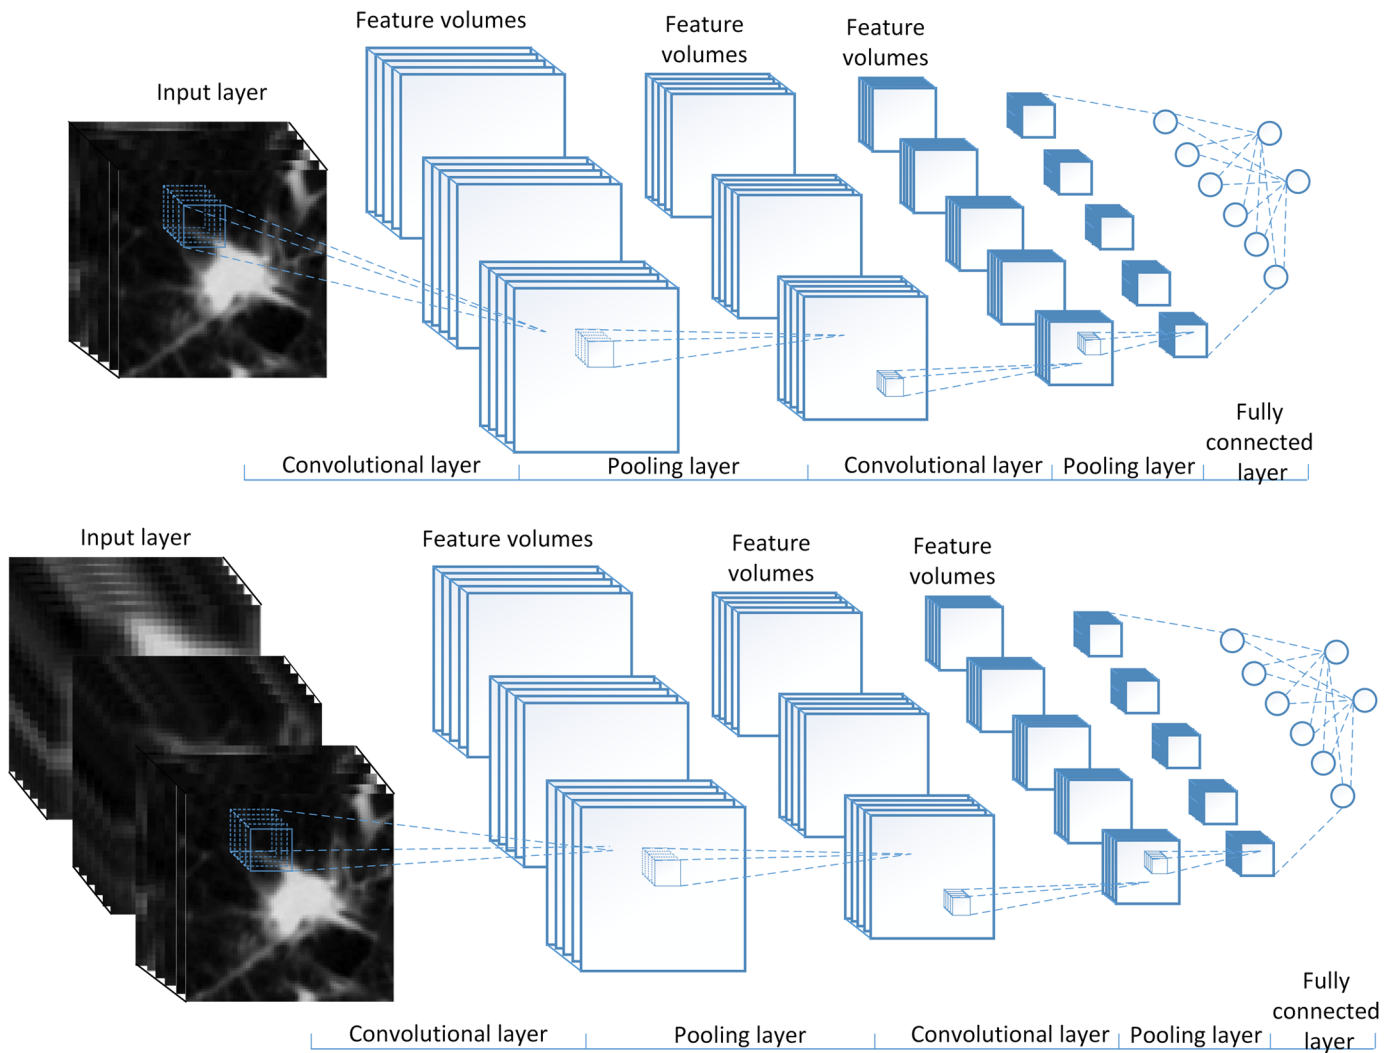 Feature volumes
Feature
volumes
Feature
volumes
Input layer
Convolutional layer
Pooling layer
Convolutional layer
Pooling layer
Fully
connected
layer
Input layer
Feature volumes
Feature
volumes
Feature
volumes
Convolutional layer
Pooling layer
Convolutional layer
Pooling layer
Fully
connected
layer